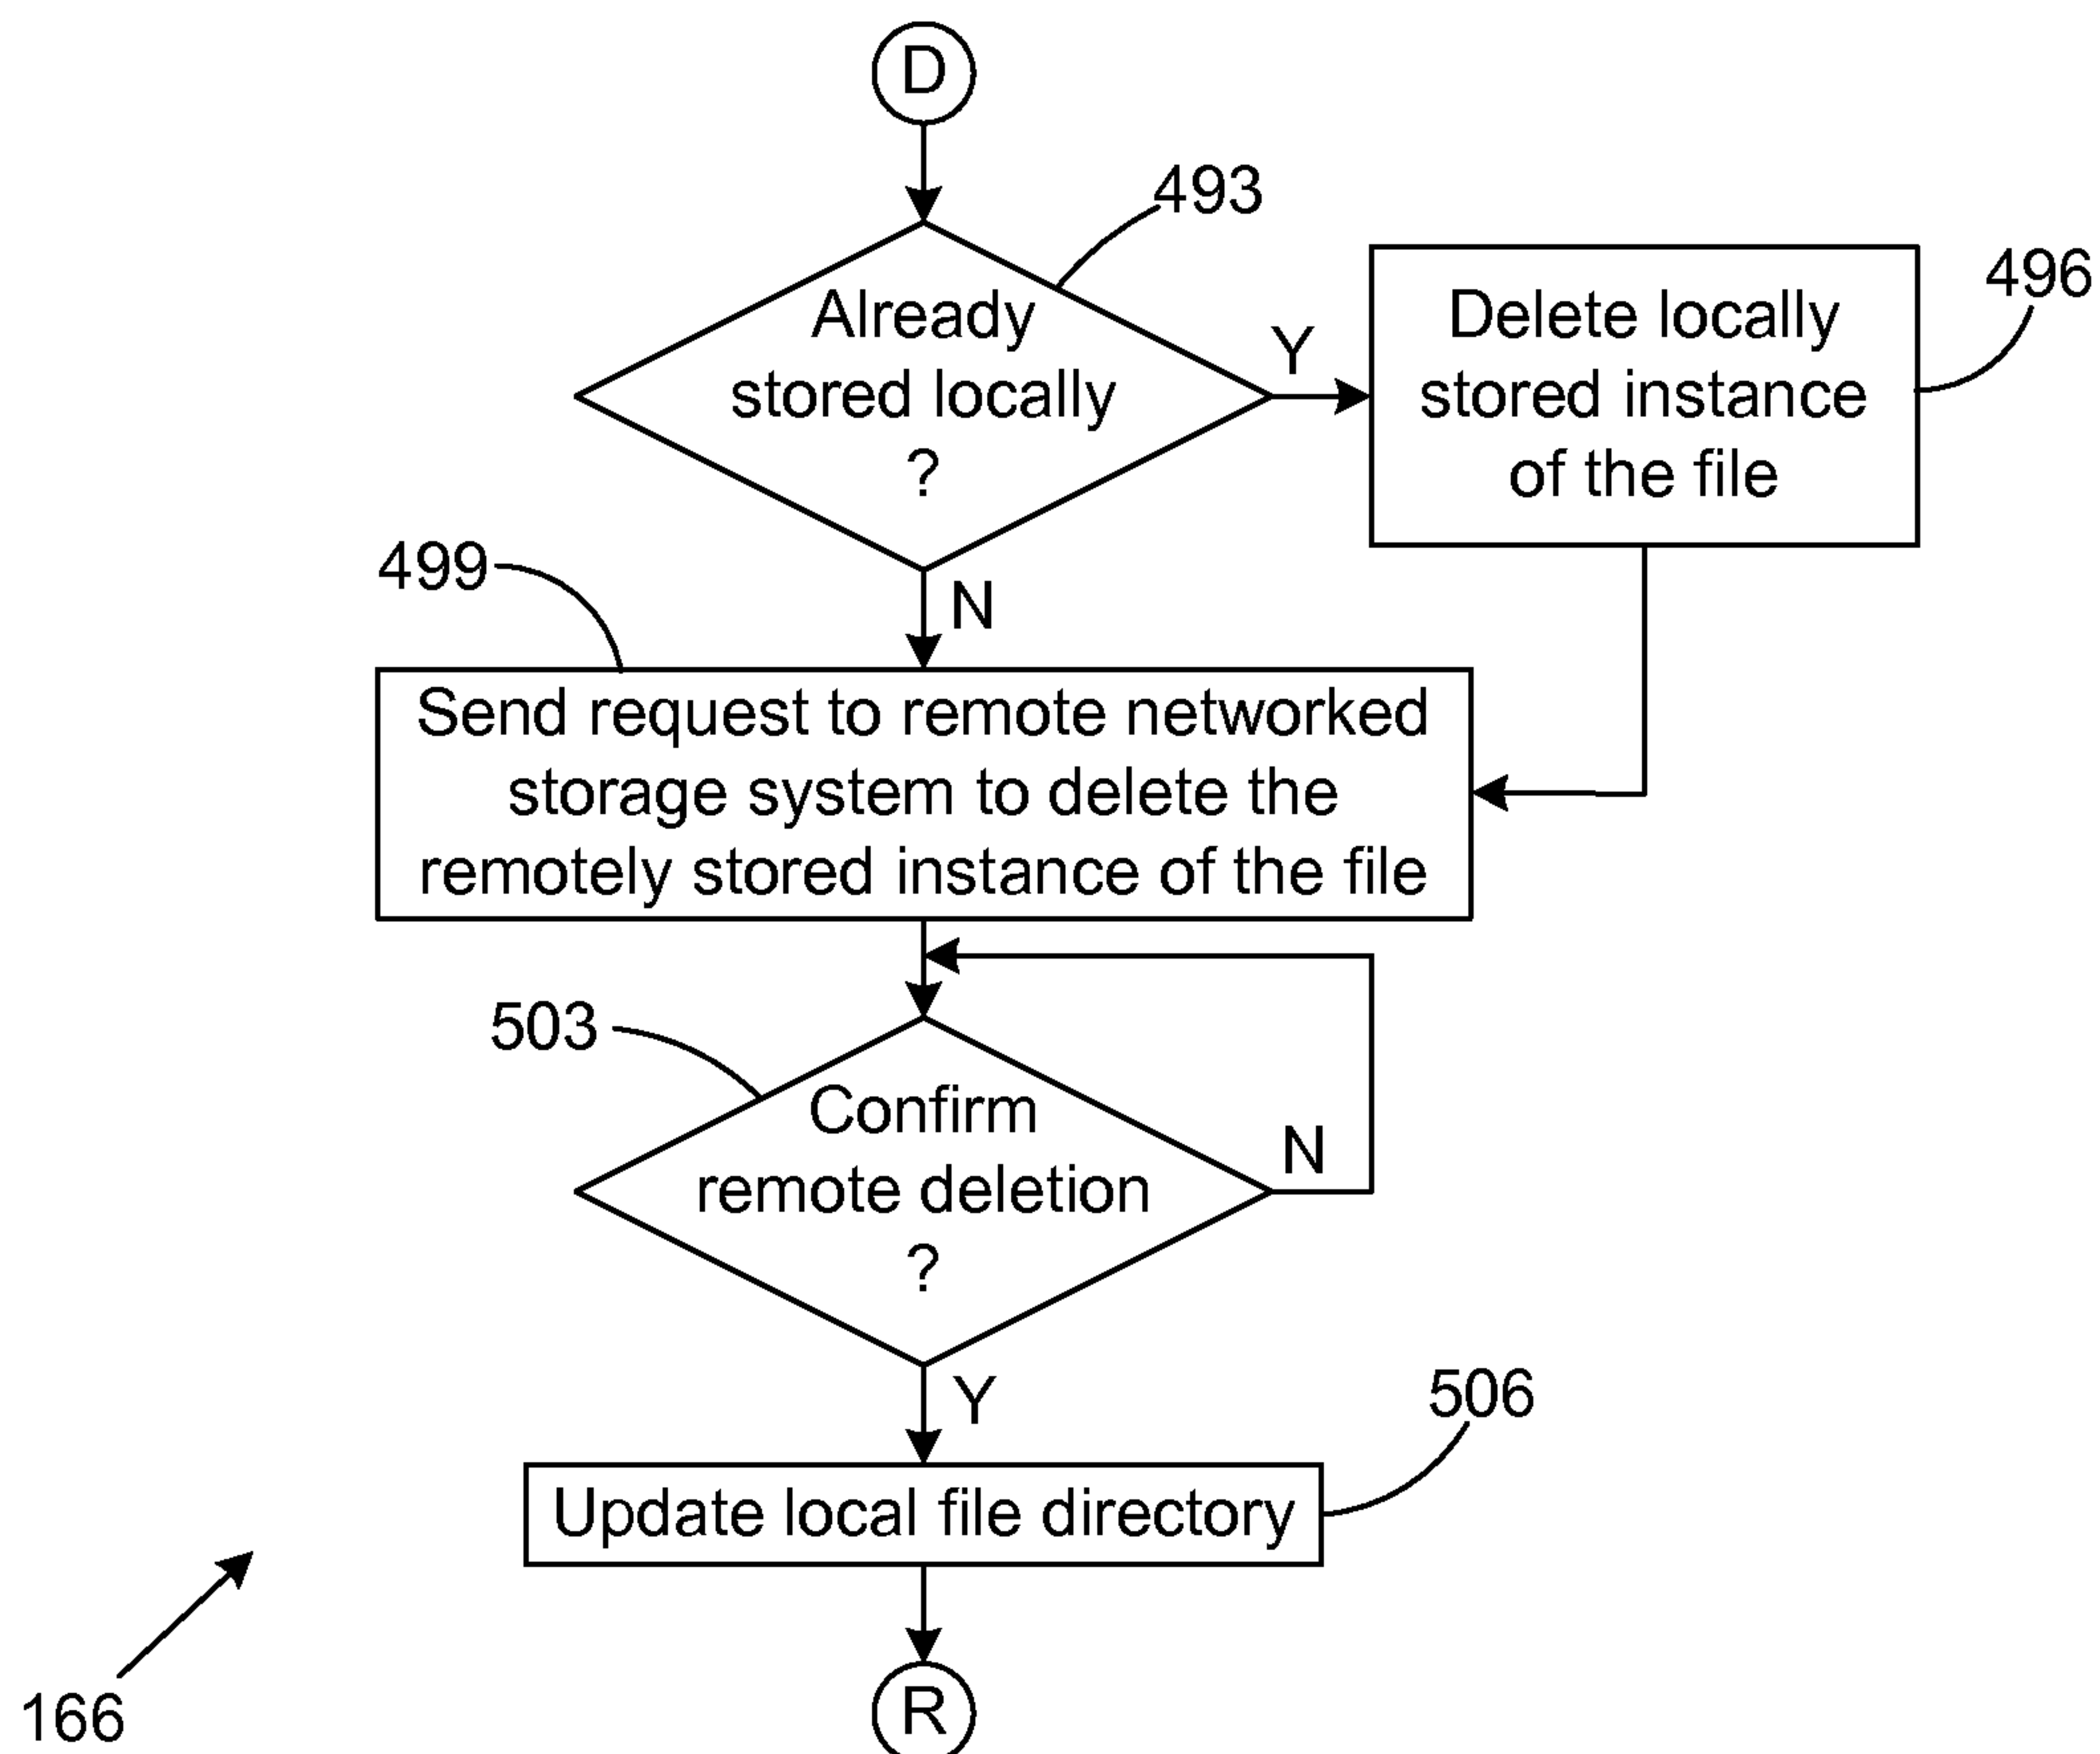 D
493
Already
stored locally
?
Y
Delete locally
stored instance
of the file
496
499
N
Send request to remote networked
storage system to delete the
remotely stored instance of the file
503
Confirm
remote deletion
?
N
Y
506
Update local file directory
166
R